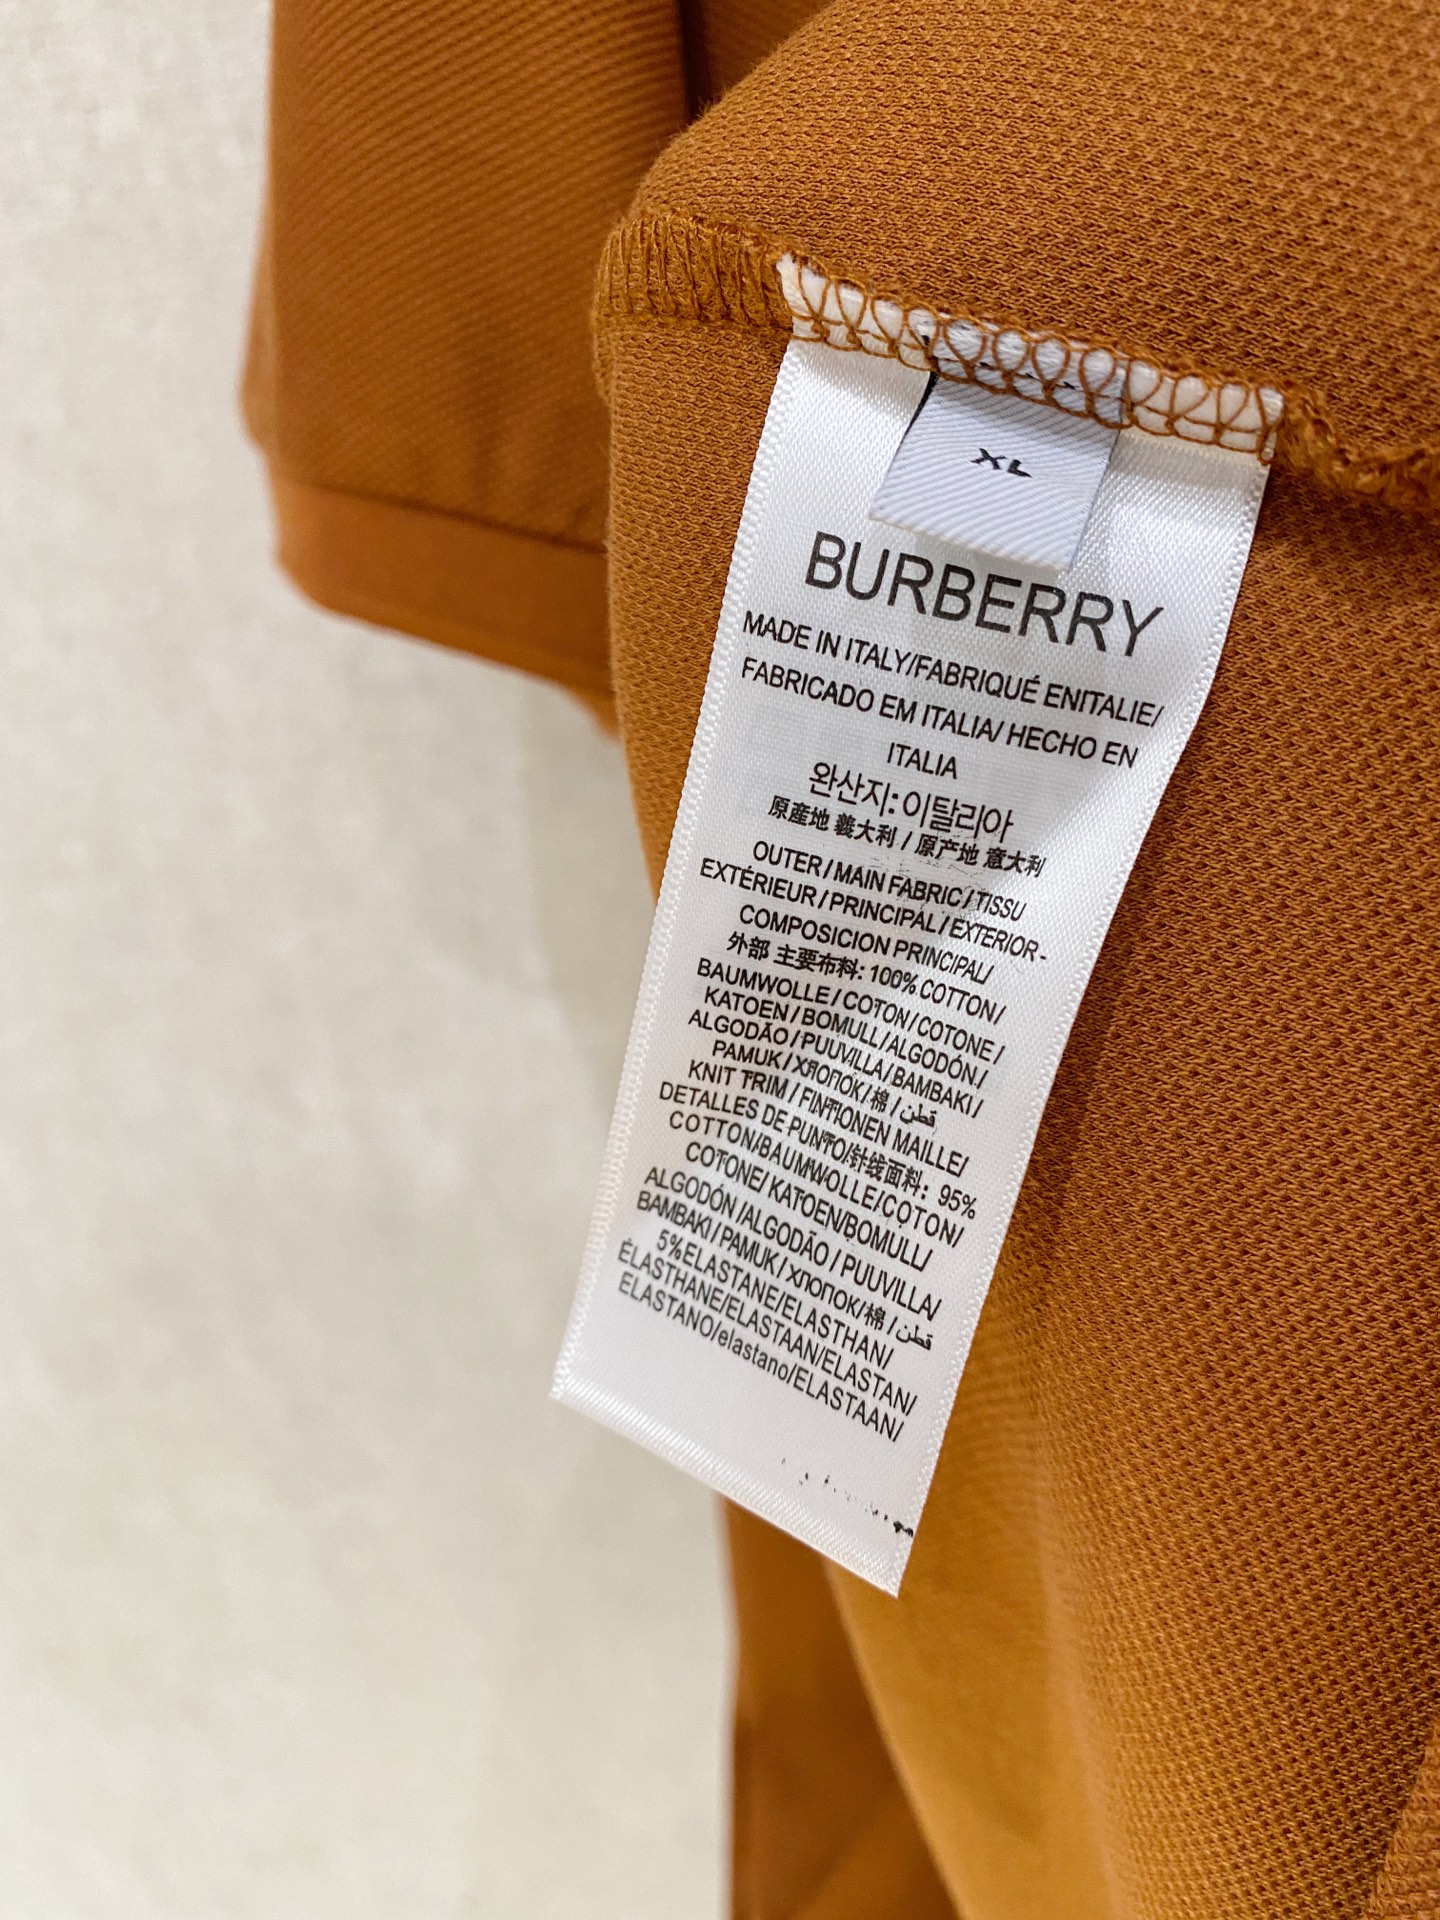 XL
BURBERRY
MADE IN ITALY/FABRIQUÉ ENITALIE/
FABRICADO EM ITALIA/ HECHO EN
ITALIA
완산지: 이탈리아
原產地 義大利 / 原产地 意大利
OUTER / MAIN FABRIC / TISSU
EXTÉRIEUR / PRINCIPAL / EXTERIOR-
COMPOSICION PRINCIPAL/
外部 主要布料: 100% COTTON/
BAUMWOLLE / COTON / COTONE /
KATOEN / BOMULL / ALGODÓN./
ALGODÃO / PUUVILLA / BAMBAKI /
PAMUK / ХЛОПОК / 棉 / قطن
KNIT TRIM / FINTIONEN MAILLE/
DETALLES DE PUNTO/针线面料: 95%
COTTON/BAUMWOLLE/COTON/
COTONE/ KATOEN/BOMULL/
ALGODÓN /ALGODÃO / PUUVILLA/
BAMBAKI / PAMUK / ХЛОПОК/ 棉 / قطن
5%ELASTANE/ELASTHAN/
ÉLASTHANE/ELASTAAN/ELASTAN/
ELASTANO/elastano/ELASTAAN/